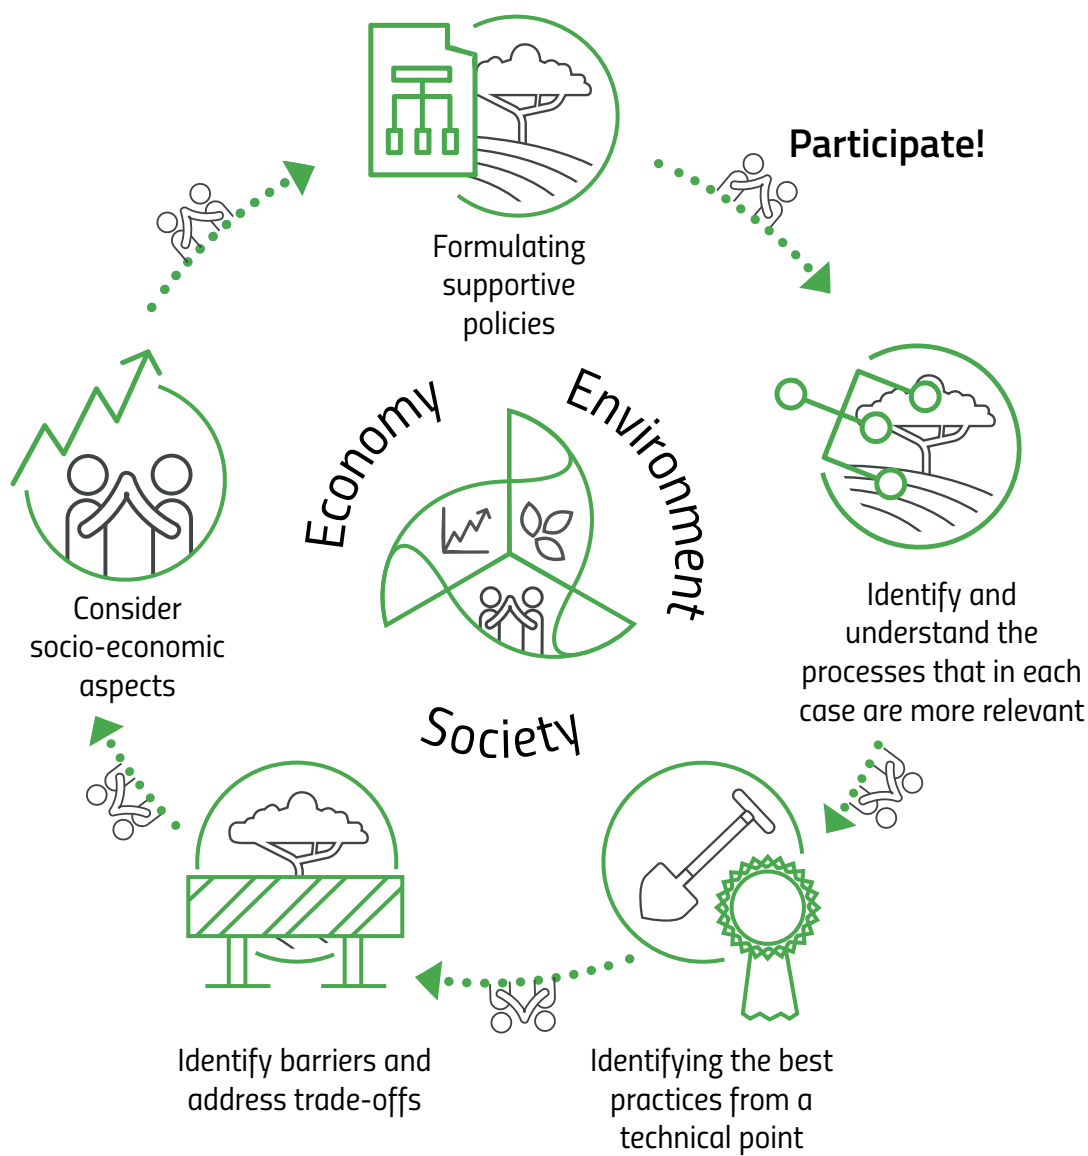 Participate!
Formulating
supportive
policies
Economy
Environment
Society
Identify and
understand the
processes that in each
case are more relevant
Consider
socio-economic
aspects
Identifying the best
practices from a
technical point
Identify barriers and
address trade-offs